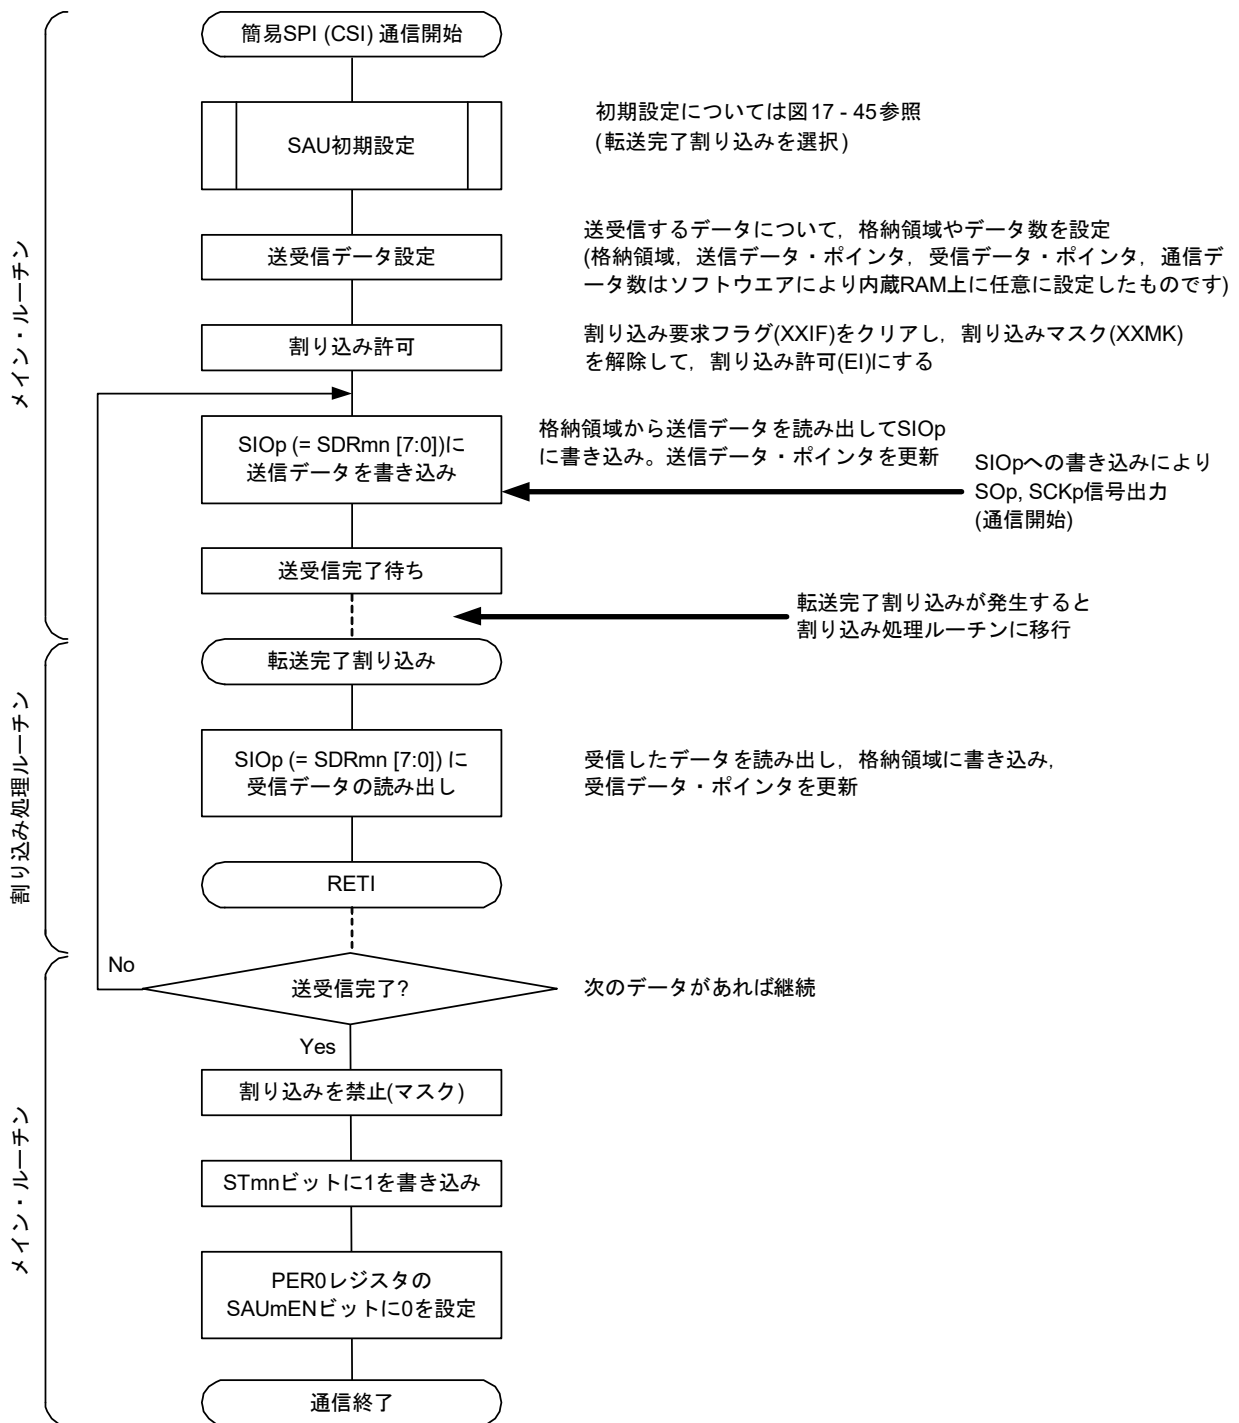 メイン・ルーチン
簡易SPI (CSI) 通信開始
SAU初期設定
初期設定については図17 - 45参照
(転送完了割り込みを選択)
送受信データ設定
送受信するデータについて，格納領域やデータ数を設定
(格納領域，送信データ・ポインタ，受信データ・ポインタ，通信デ
ータ数はソフトウエアにより内蔵RAM上に任意に設定したものです)
割り込み許可
割り込み要求フラグ(XXIF)をクリアし，割り込みマスク(XXMK)
を解除して，割り込み許可(EI)にする
SIOp (= SDRmn [7:0])に
送信データを書き込み
格納領域から送信データを読み出してSIOp
に書き込み。送信データ・ポインタを更新
SIOpへの書き込みにより
SOp, SCKp信号出力
(通信開始)
送受信完了待ち
転送完了割り込みが発生すると
割り込み処理ルーチンに移行
割り込み処理ルーチン
転送完了割り込み
SIOp (= SDRmn [7:0]) に
受信データの読み出し
受信したデータを読み出し，格納領域に書き込み，
受信データ・ポインタを更新
RETI
メイン・ルーチン
No
送受信完了?
次のデータがあれば継続
Yes
割り込みを禁止(マスク)
STmnビットに1を書き込み
PER0レジスタの
SAUmENビットに0を設定
通信終了